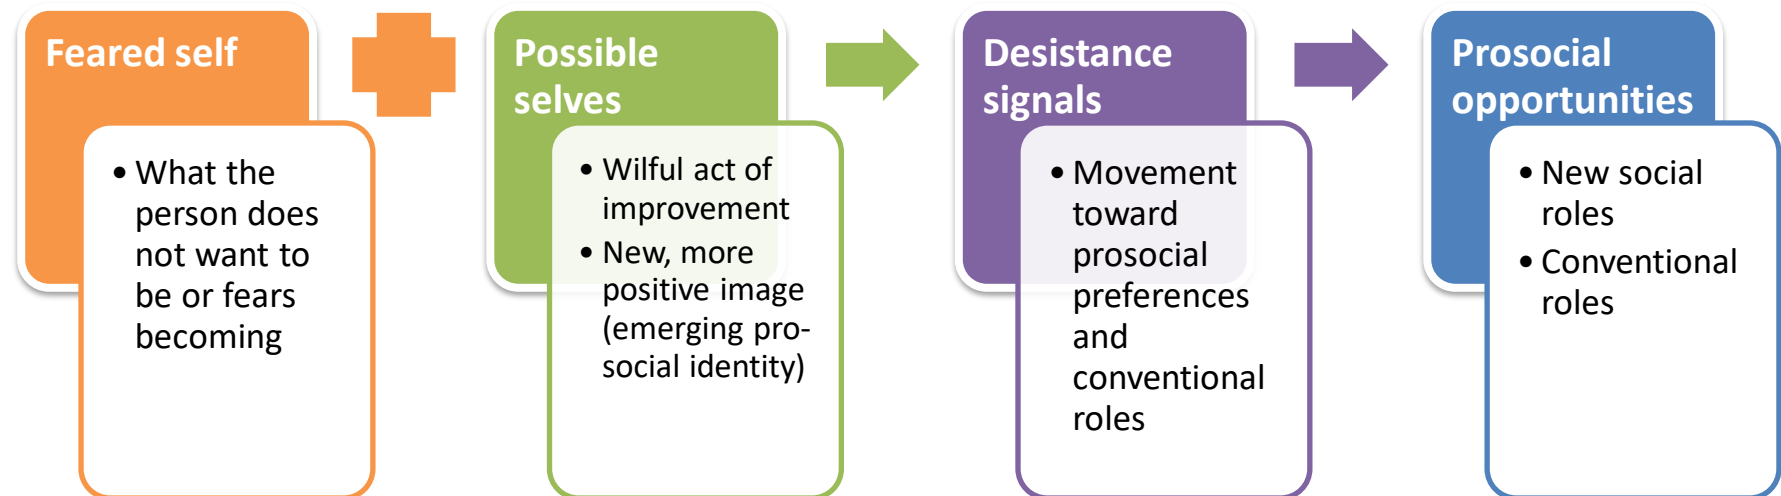 Feared self
• What the
person does
not want to
be or fears
becoming
Possible
selves
• Wilful act of
improvement
• New, more
positive image
(emerging pro-
social identity)
Desistance
signals
• Movement
toward
prosocial
preferences
and
conventional
roles
Prosocial
opportunities
• New social
roles
• Conventional
roles